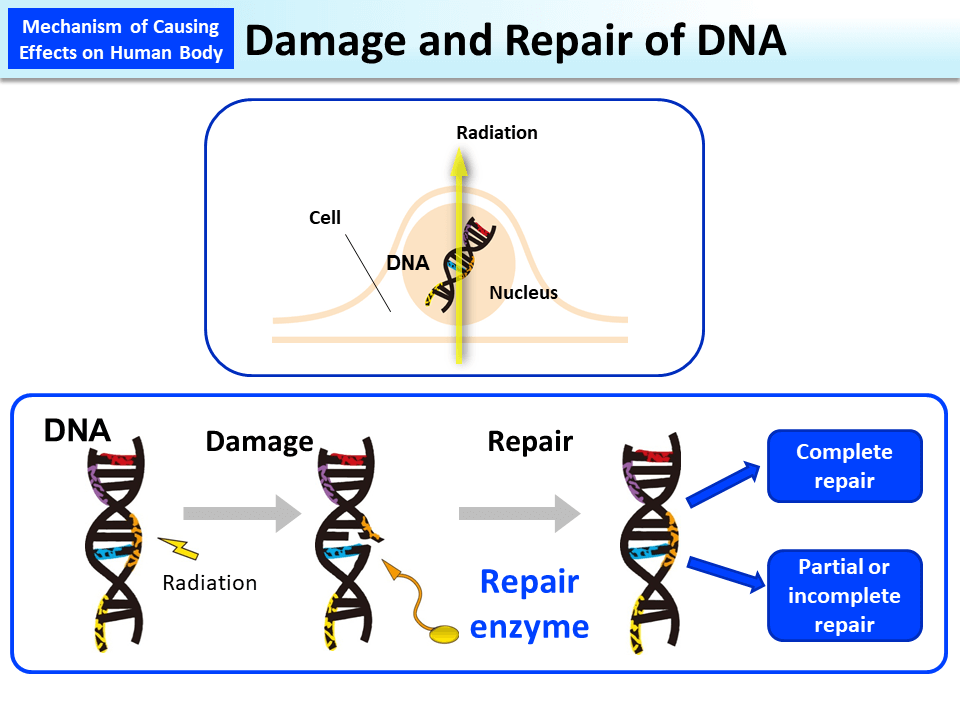 Mechanism of Causing
Effects on Human Body
Damage and Repair of DNA
Radiation
Cell
DNA
Nucleus
DNA
Damage
Repair
Radiation
Repair
enzyme
Complete
repair
Partial or
incomplete
repair